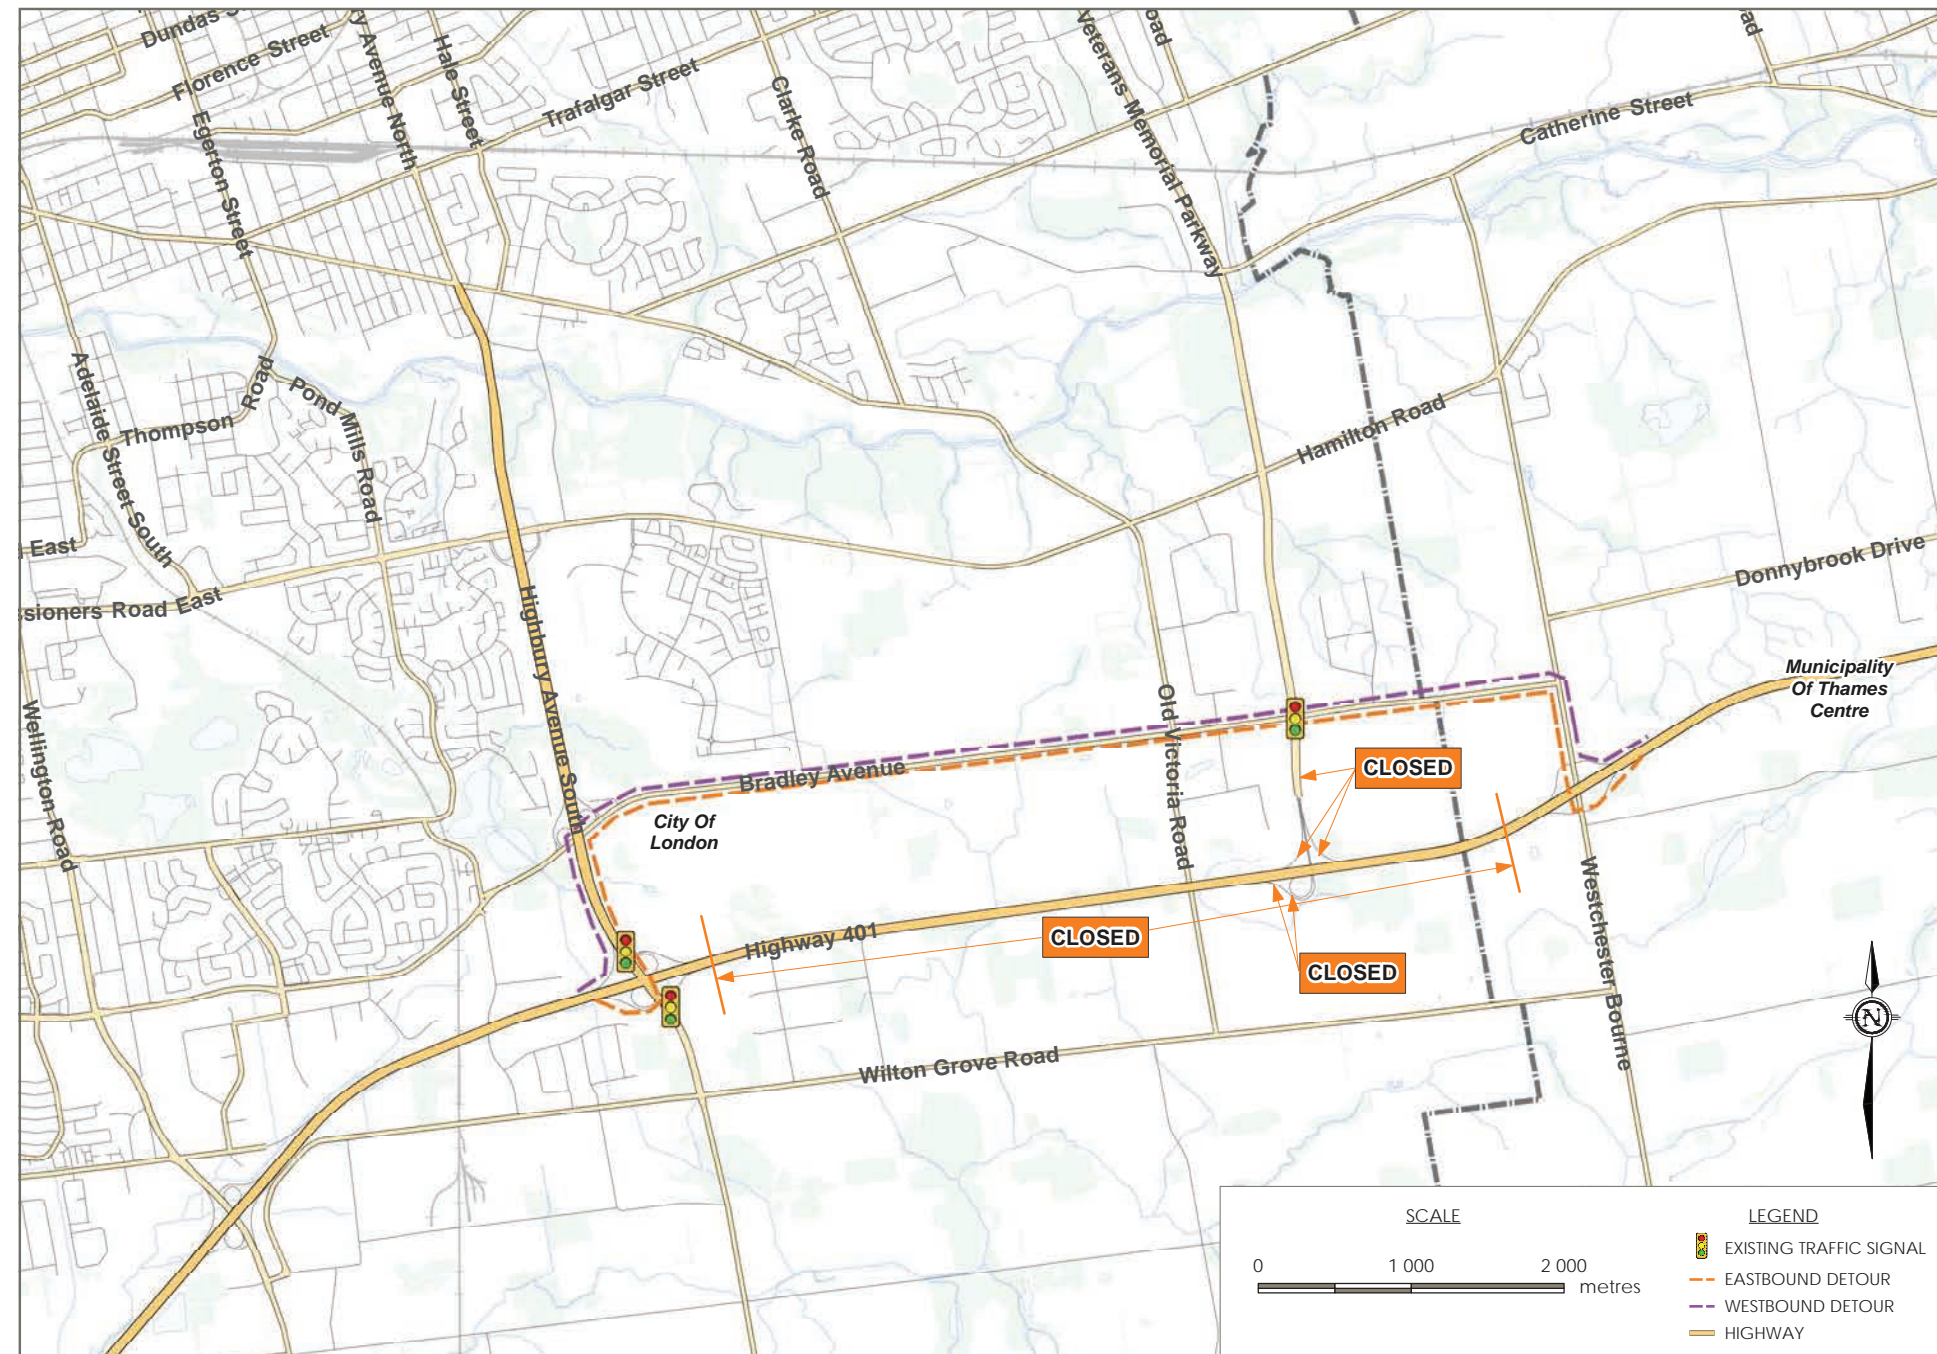 Dundas
Florence Street
Avenue North
Hale Street
Trafalgar Street
Egerton Street
Clarke Road
Veterans Memorial Parkway
Catherine Street
Adelaide Street South
Thompson Road
Pond Mills Road
Hamilton Road
East
Road East
Donnybrook Drive
Highbury Avenue South
Wellington Road
Old Victoria Road
Municipality
Of Thames
Centre
Bradley Avenue
CLOSED
City Of
London
Highway 401
CLOSED
CLOSED
Westchester Bourne
Wilton Grove Road
N
SCALE
0 1 000 2 000
metres
LEGEND
EXISTING TRAFFIC SIGNAL
EASTBOUND DETOUR
WESTBOUND DETOUR
HIGHWAY